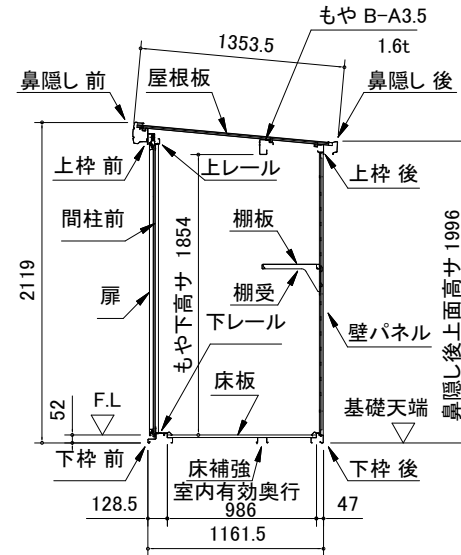 もや B-A3.5
1.6t
1353.5
鼻隠し 前
屋根板
鼻隠し 後
上枠 前
上レール
上枠 後
間柱前
棚板
棚受
扉
もや下高サ 1854
2119
下レール
壁パネル
鼻隠し後上面高サ 1996
床板
F.L
52
基礎天端
下枠 前
床補強
下枠 後
室内有効奥行
128.5
986
47
1161.5